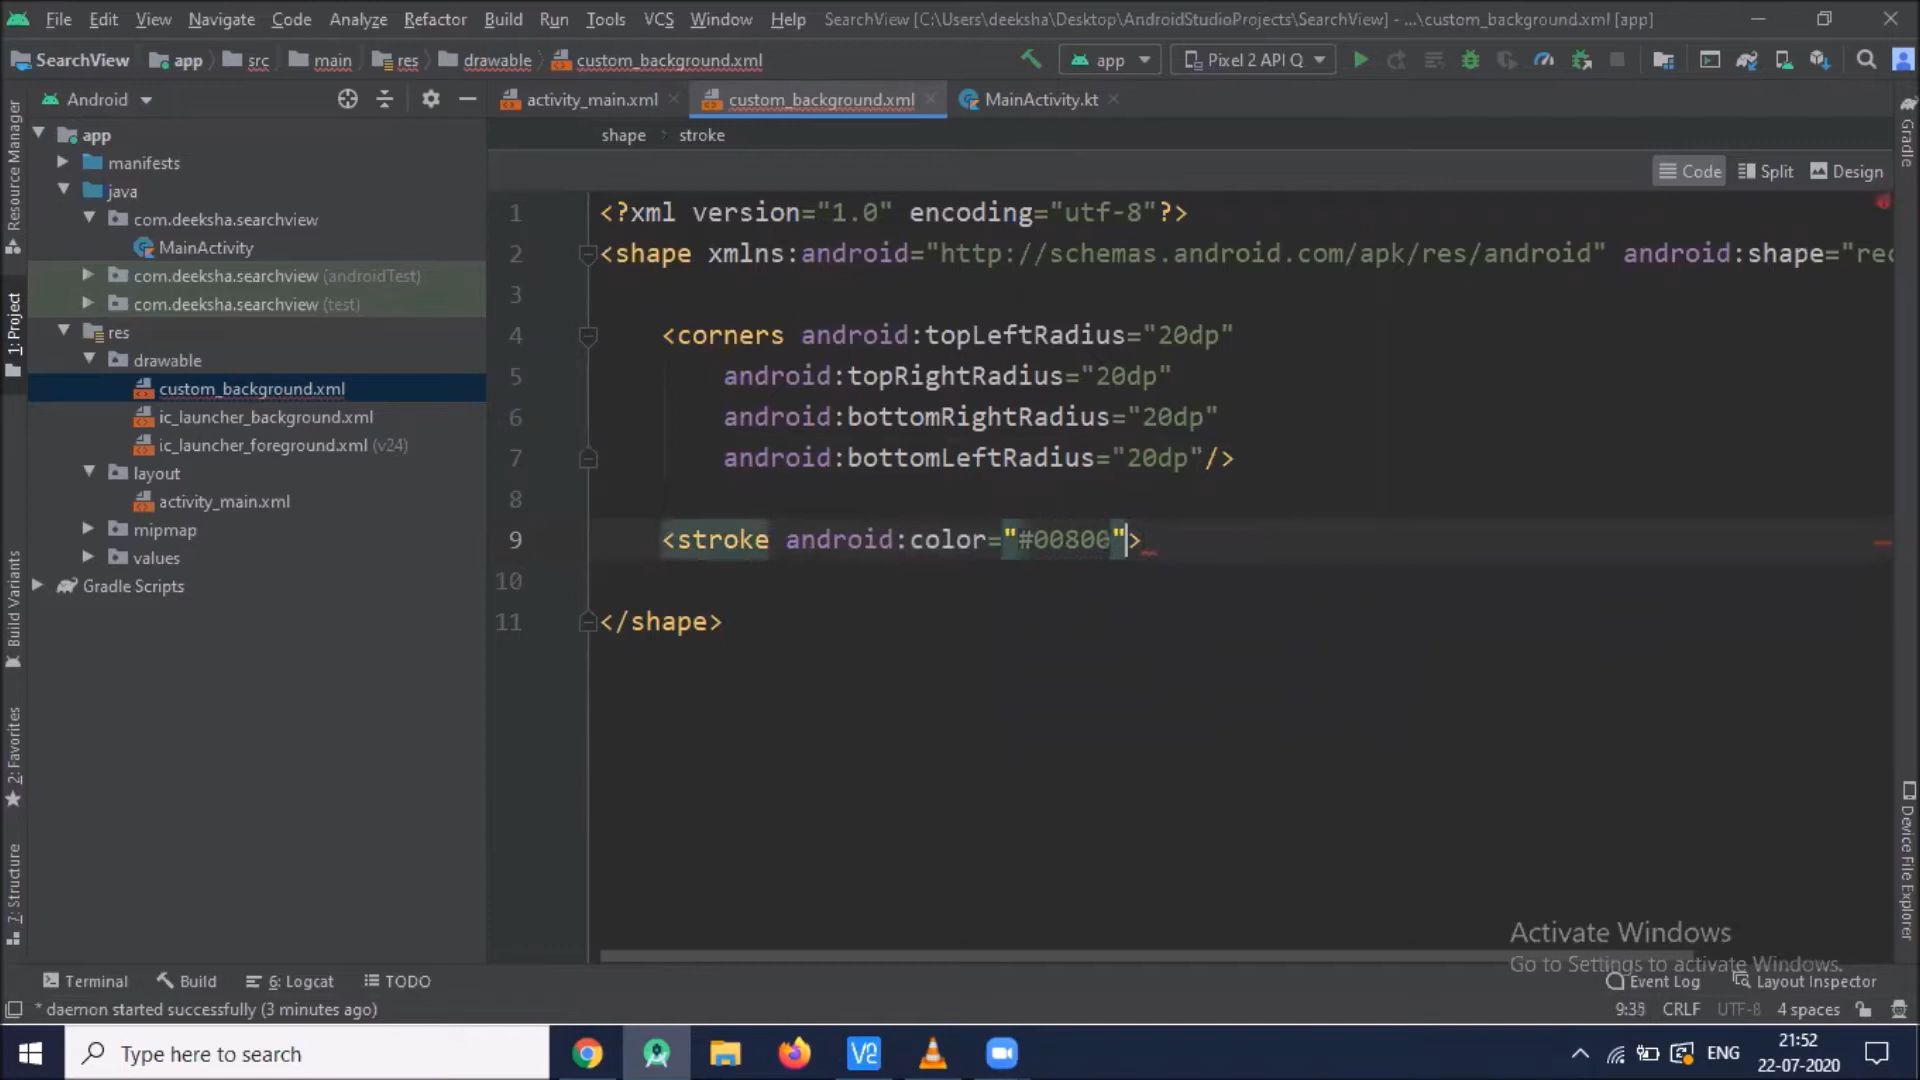 File Edit View Navigate Code Analyze Refactor Build Run Tools VCS Window Help SearchView [C:\Users\deeksha\Desktop\AndroidStudioProjects\SearchView] - ...\custom_background.xml [app]
SearchView app src main res drawable custom_background.xml app Pixel 2 API Q
Android activity_main.xml custom_background.xml MainActivity.kt
shape stroke
Code Split Design
Resource Manager
1: Project
Build Variants
2: Favorites
7: Structure
app
manifests
java
com.deeksha.searchview
MainActivity
com.deeksha.searchview (androidTest)
com.deeksha.searchview (test)
res
drawable
custom_background.xml
ic_launcher_background.xml
ic_launcher_foreground.xml (v24)
layout
activity_main.xml
mipmap
values
Gradle Scripts
1 <?xml version="1.0" encoding="utf-8"?>
2 <shape xmlns:android="http://schemas.android.com/apk/res/android" android:shape="rec
3
4 <corners android:topLeftRadius="20dp"
5 android:topRightRadius="20dp"
6 android:bottomRightRadius="20dp"
7 android:bottomLeftRadius="20dp"/>
8
9 <stroke android:color="#00800">
10
11 </shape>
Gradle
Device File Explorer
Activate Windows
Go to Settings to activate Windows.
Terminal Build 6: Logcat TODO Event Log Layout Inspector
* daemon started successfully (3 minutes ago) 9:35 CRLF UTF-8 4 spaces
Type here to search V2 ENG 21:52
22-07-2020